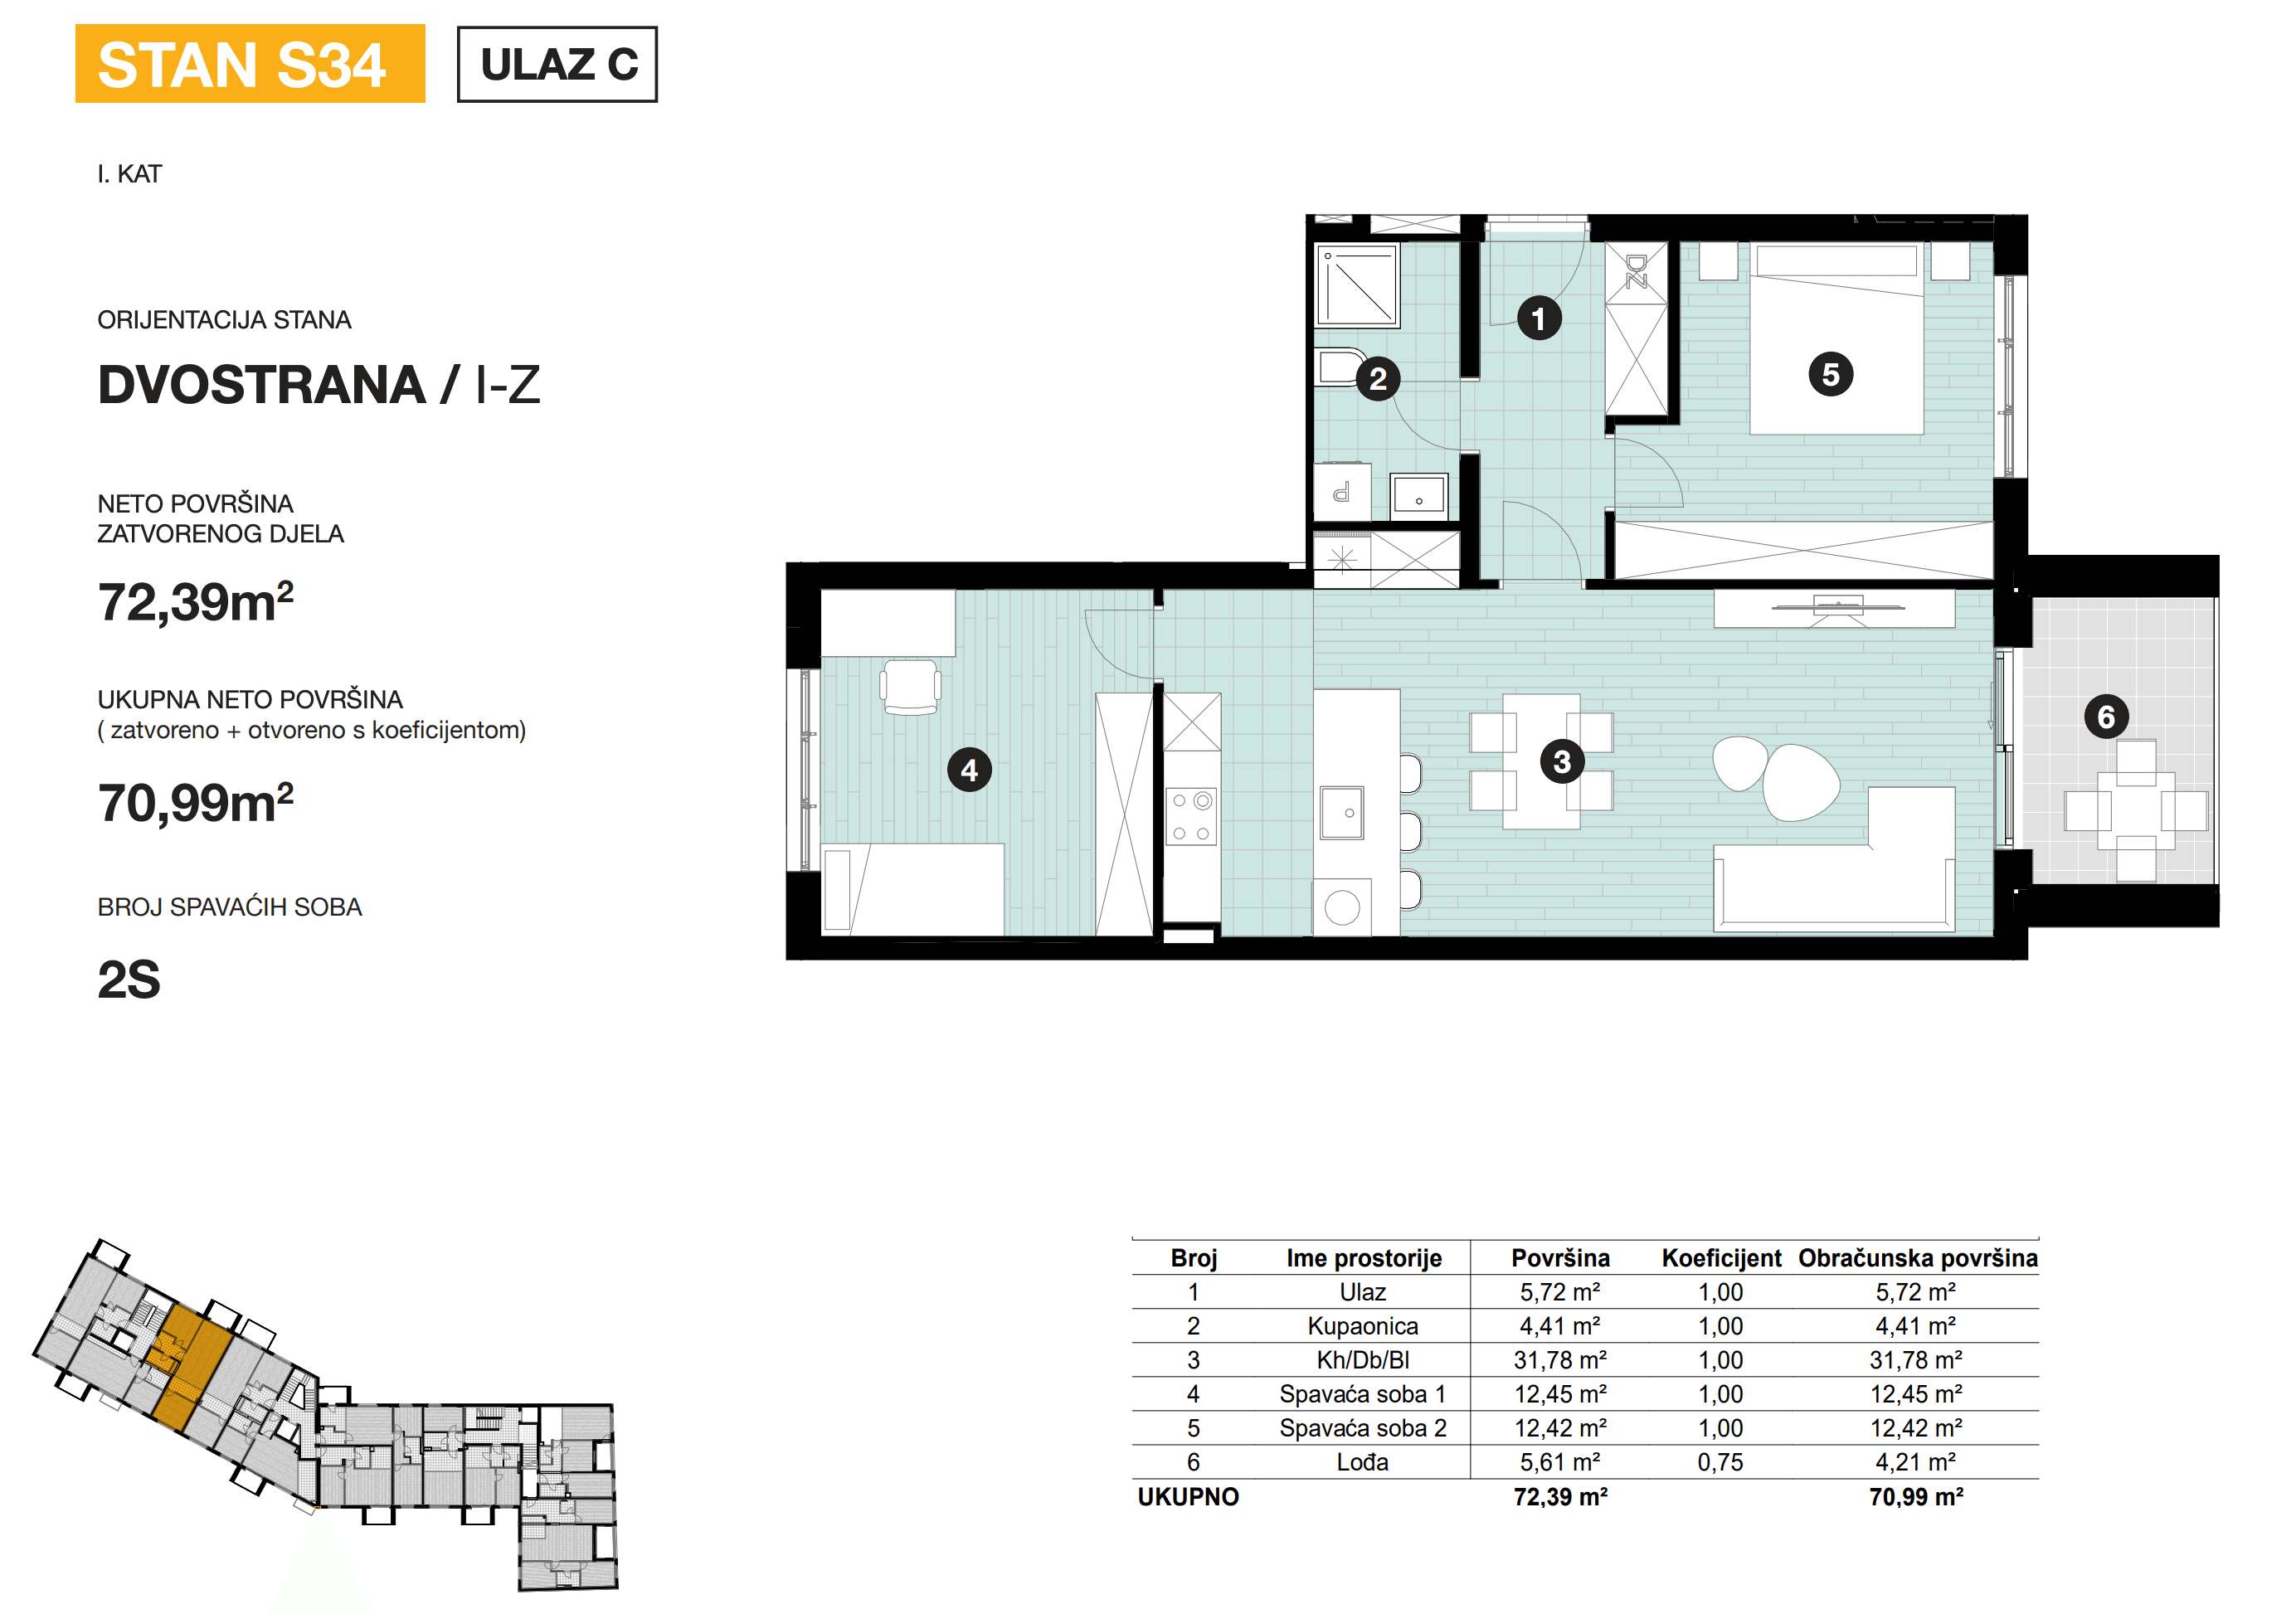 STAN S34
ULAZ C
I. KAT
ORIJENTACIJA STANA
DVOSTRANA / I-Z
NETO POVRŠINA
ZATVORENOG DJELA
72,39m²
UKUPNA NETO POVRŠINA
( zatvoreno + otvoreno s koeficijentom)
70,99m²
BROJ SPAVAĆIH SOBA
2S
1
DZ
2
5
P
6
3
4
Broj Ime prostorije Površina Koeficijent Obračunska površina
1 Ulaz 5,72 m² 1,00 5,72 m²
2 Kupaonica 4,41 m² 1,00 4,41 m²
3 Kh/Db/Bl 31,78 m² 1,00 31,78 m²
4 Spavaća soba 1 12,45 m² 1,00 12,45 m²
5 Spavaća soba 2 12,42 m² 1,00 12,42 m²
6 Lođa 5,61 m² 0,75 4,21 m²
UKUPNO 72,39 m² 70,99 m²